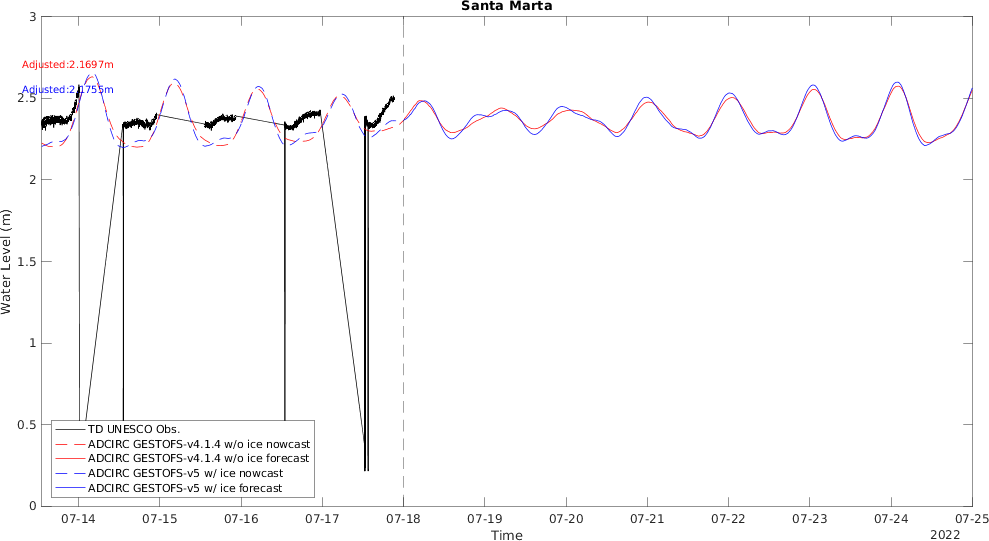 Santa Marta
3
2.5
2
1.5
1
0.5
0
Water Level (m)
Adjusted:2.1697m
Adjusted:2.1755m
TD UNESCO Obs.
ADCIRC GESTOFS-v4.1.4 w/o ice nowcast
ADCIRC GESTOFS-v4.1.4 w/o ice forecast
ADCIRC GESTOFS-v5 w/ ice nowcast
ADCIRC GESTOFS-v5 w/ ice forecast
07-14 07-15 07-16 07-17 07-18 07-19 07-20 07-21 07-22 07-23 07-24 07-25
Time
2022